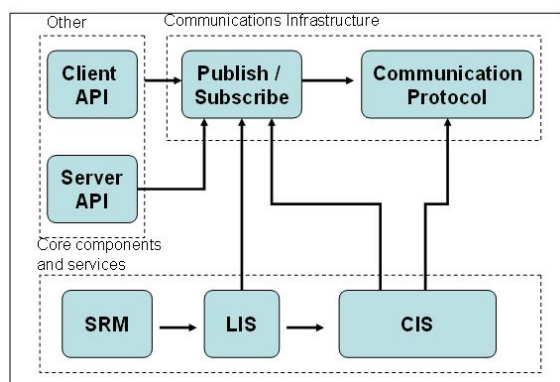 Other
Communications Infrastructure
Client
API
Publish /
Subscribe
Communication
Protocol
Server
API
Core components
and services
SRM
LIS
CIS